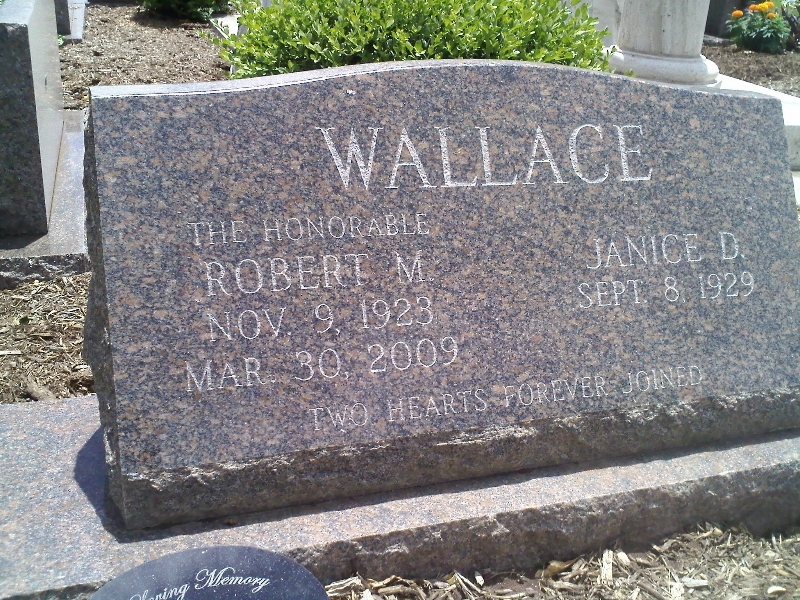 WALLACE
THE HONORABLE
ROBERT M.
NOV. 9, 1923
MAR. 30, 2009
JANICE D.
SEPT. 8 1929
TWO HEARTS FOREVER JOINED
Loving Memory